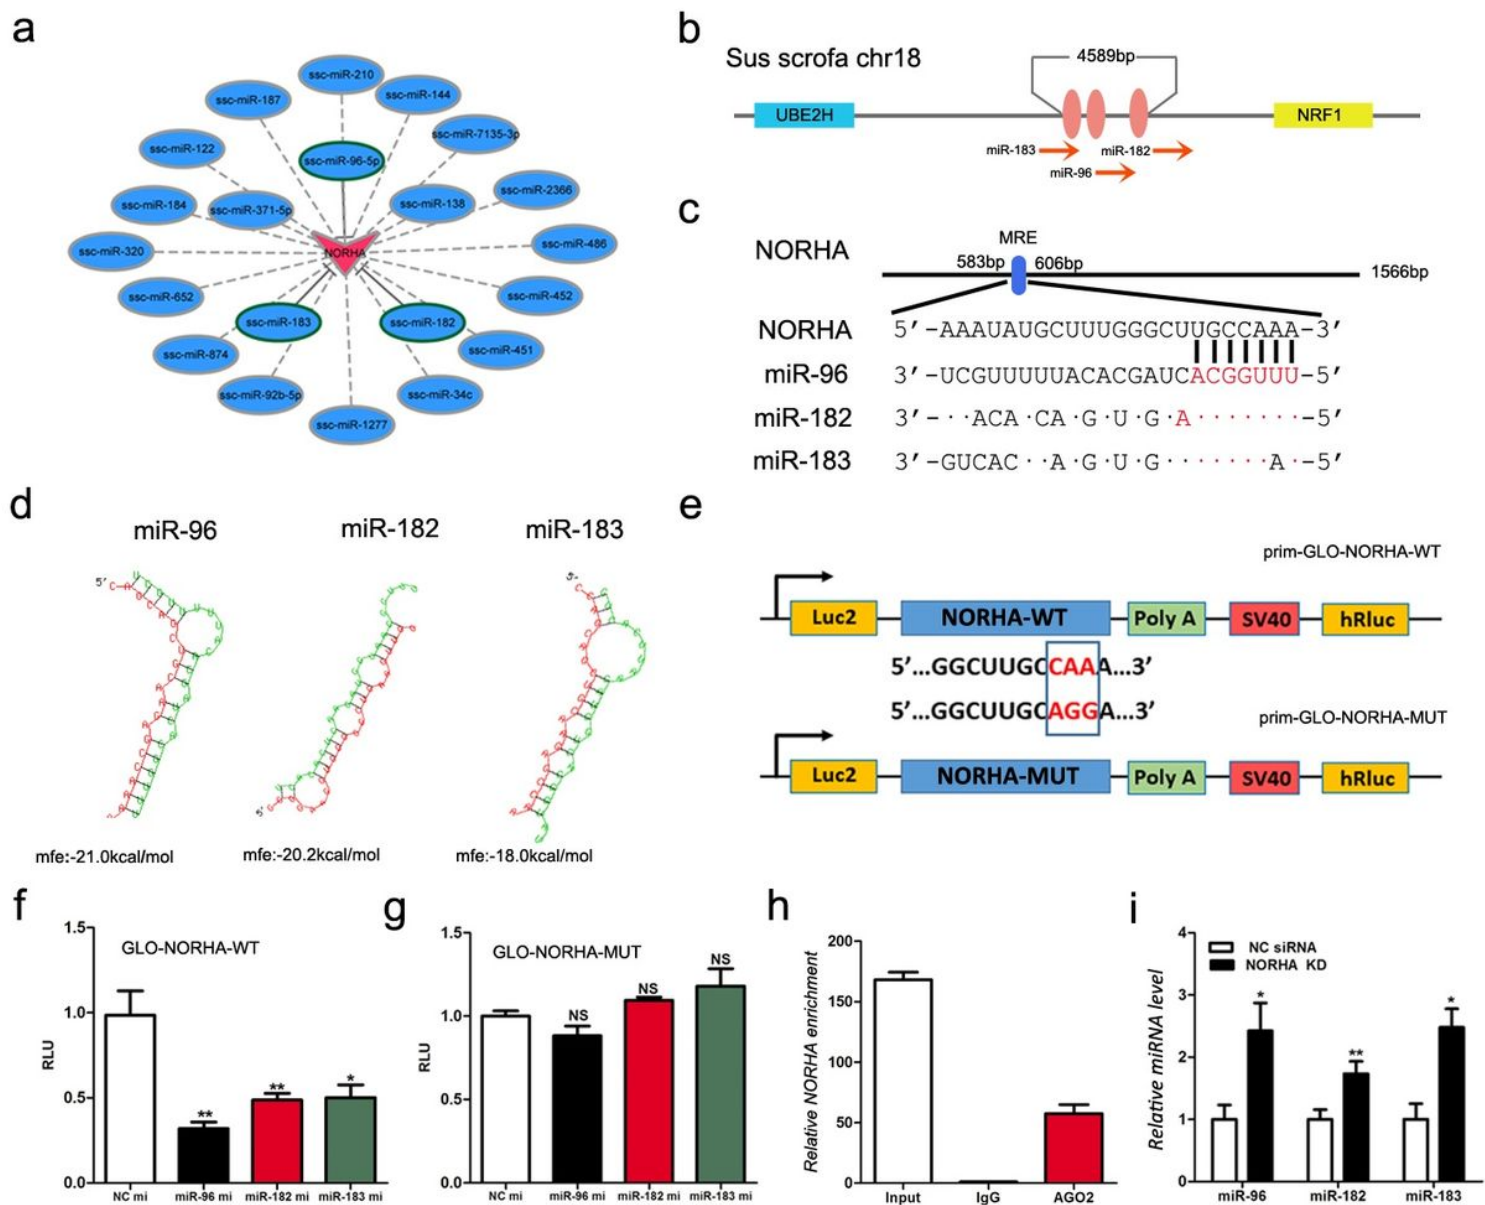 a
ssc-miR-210
ssc-miR-187
ssc-miR-144
ssc-miR-7135-3p
ssc-miR-122
ssc-miR-96-5p
ssc-miR-2366
ssc-miR-184
ssc-miR-371-5p
ssc-miR-138
ssc-miR-320
NORHA
ssc-miR-486
ssc-miR-652
ssc-miR-452
ssc-miR-183
ssc-miR-182
ssc-miR-874
ssc-miR-451
ssc-miR-92b-5p
ssc-miR-34c
ssc-miR-1277
b
Sus scrofa chr18
4589bp
UBE2H
NRF1
miR-183
miR-182
miR-96
c
NORHA
MRE
583bp
606bp
1566bp
NORHA 5′-AAAUAUGCUUUGGGCUUGCCAAA-3′
miR-96 3′-UCGUUUUUACACGAUCACGGUUU-5′
miR-182 3′-··ACA·CA·G·U·G·A·······-5′
miR-183 3′-GUCAC··A·G·U·G·······A·-5′
d
miR-96
miR-182
miR-183
5'
5'
5'
mfe:-21.0kcal/mol
mfe:-20.2kcal/mol
mfe:-18.0kcal/mol
e
prim-GLO-NORHA-WT
Luc2 NORHA-WT Poly A SV40 hRluc
5’…GGCUUGCCAAA…3’
5’…GGCUUGCAGGA…3’
prim-GLO-NORHA-MUT
Luc2 NORHA-MUT Poly A SV40 hRluc
f
GLO-NORHA-WT
RLU
1.5
1.0
0.5
0.0
**
**
*
NC mi miR-96 mi miR-182 mi miR-183 mi
g
GLO-NORHA-MUT
RLU
1.5
1.0
0.5
0.0
NS
NS
NS
NC mi miR-96 mi miR-182 mi miR-183 mi
h
Relative NORHA enrichment
200
150
100
50
0
Input IgG AGO2
i
Relative miRNA level
4
3
2
1
0
NC siRNA
NORHA KD
*
**
*
miR-96 miR-182 miR-183